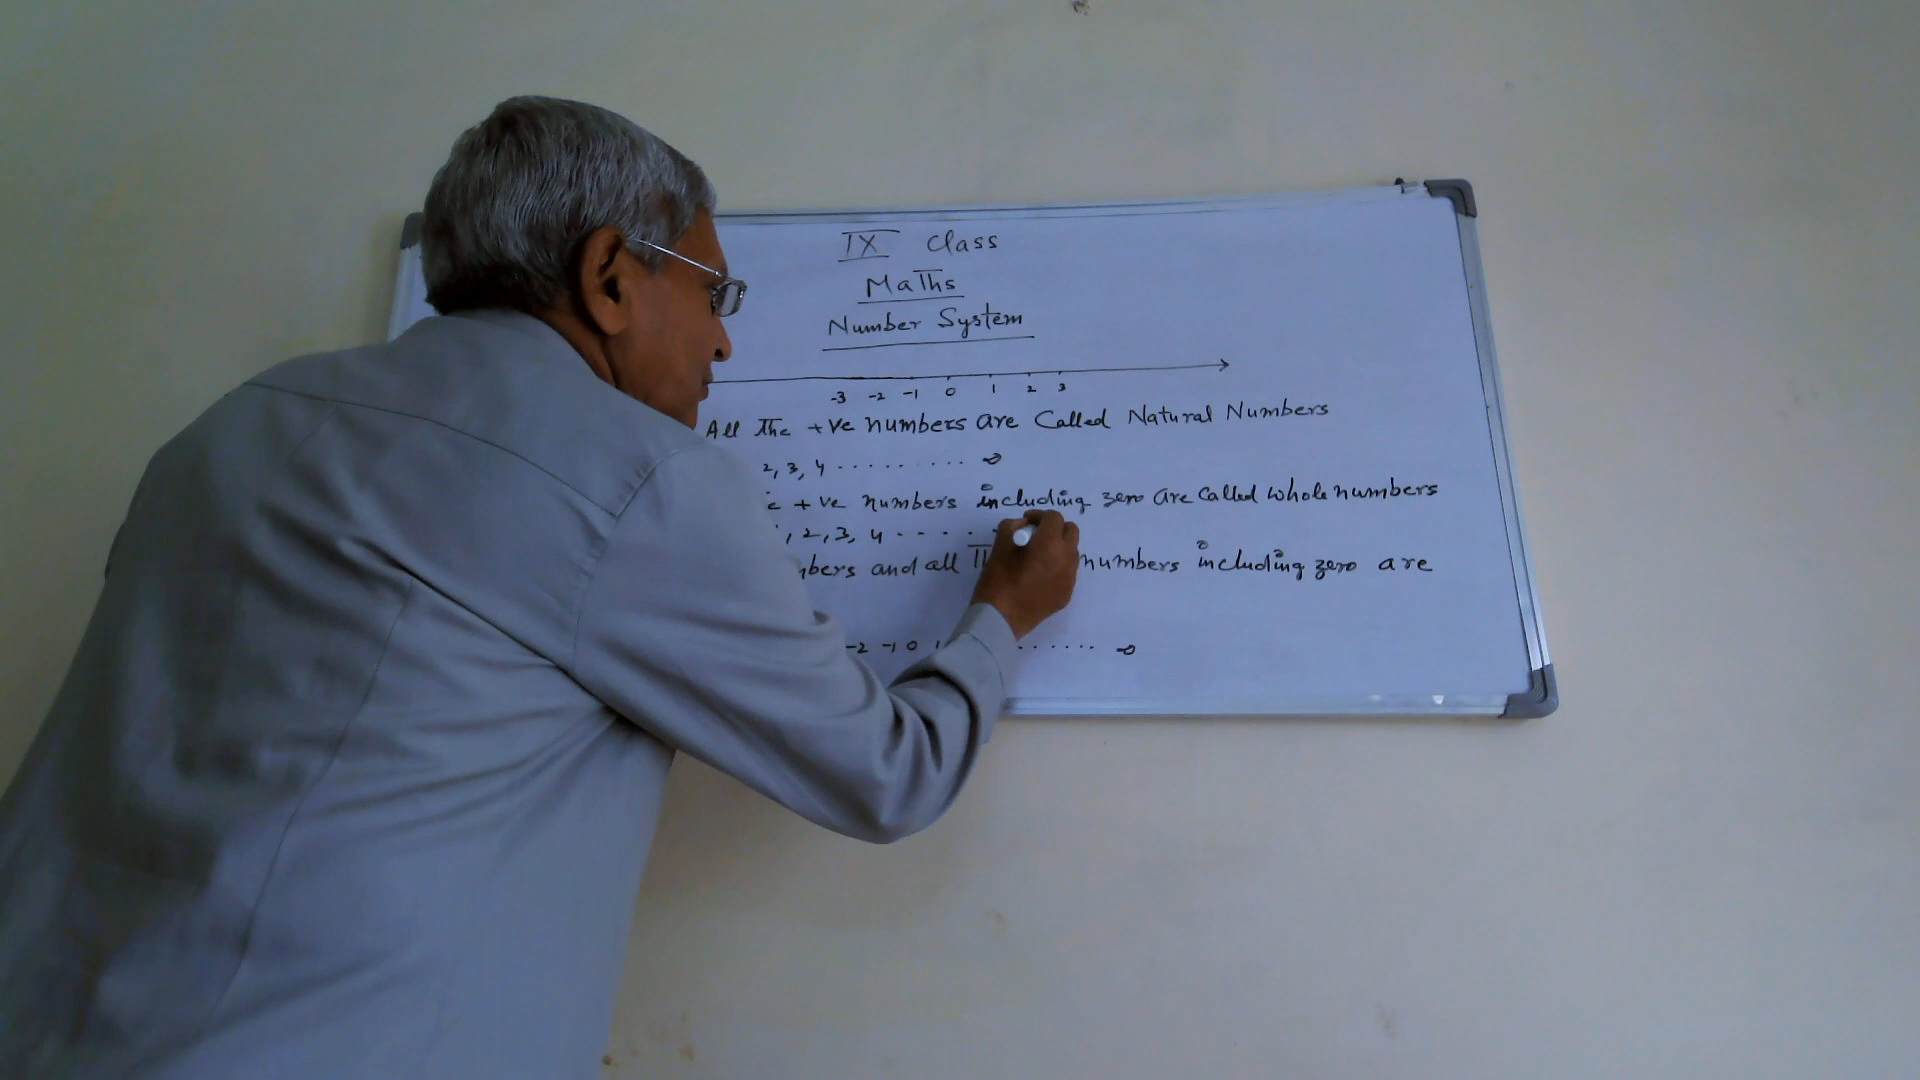 IX Class
Maths
Number System
-3 -2 -1 0 1 2 3
All The +ve numbers are Called Natural Numbers
2, 3, 4 ......... ∞
+ve numbers including zero are Called whole numbers
, 2, 3, 4 - - - .
and all numbers including zero are
-2 -1 0 1 ...... ∞